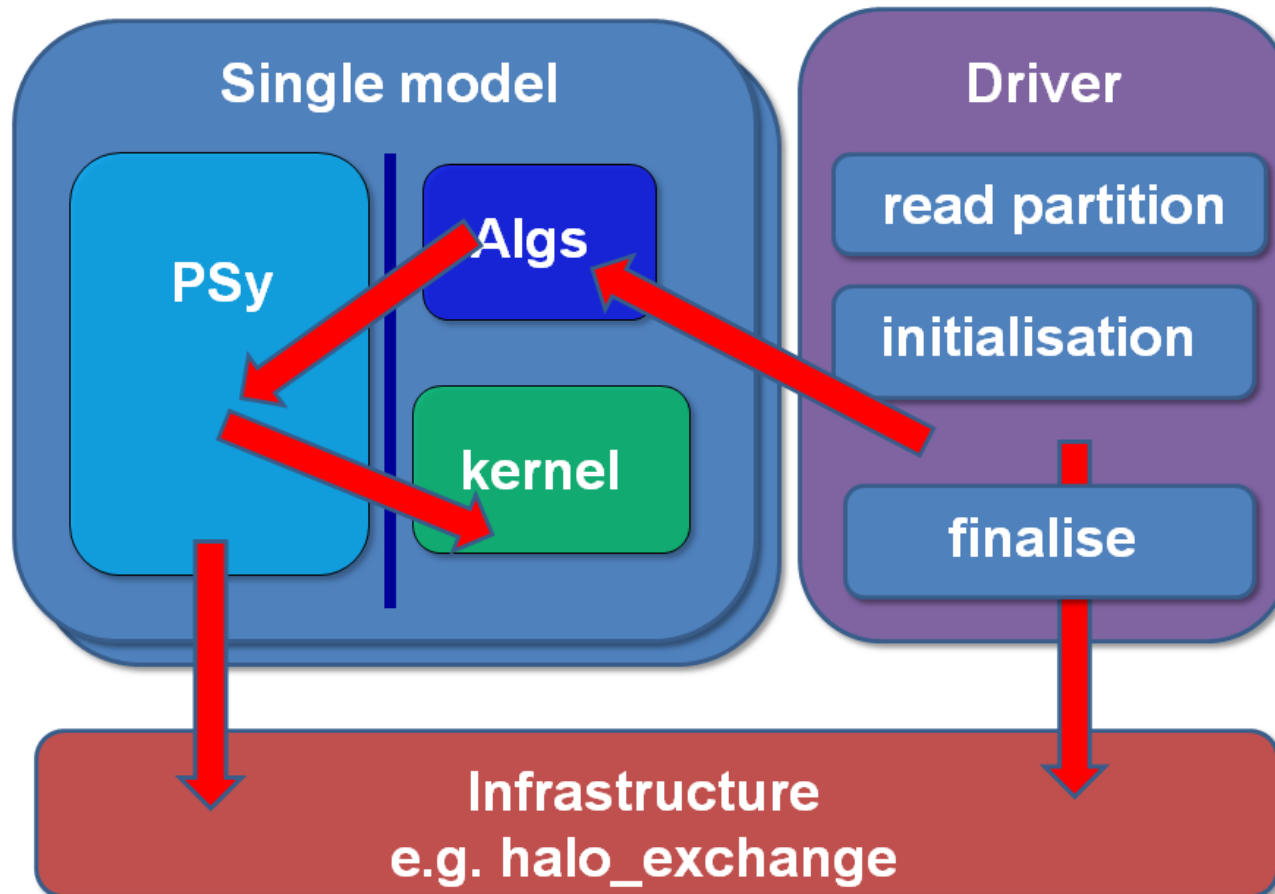 Single model
PSy
Algs
kernel
Driver
read partition
initialisation
finalise
Infrastructure
e.g. halo_exchange